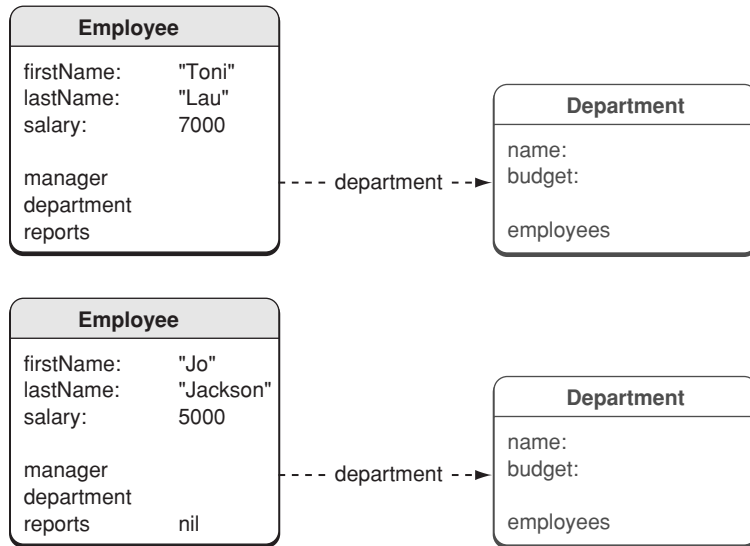 Employee
firstName: "Toni"
lastName: "Lau"
salary: 7000
manager
department
reports
department
Department
name:
budget:
employees
Employee
firstName: "Jo"
lastName: "Jackson"
salary: 5000
manager
department
reports nil
department
Department
name:
budget:
employees